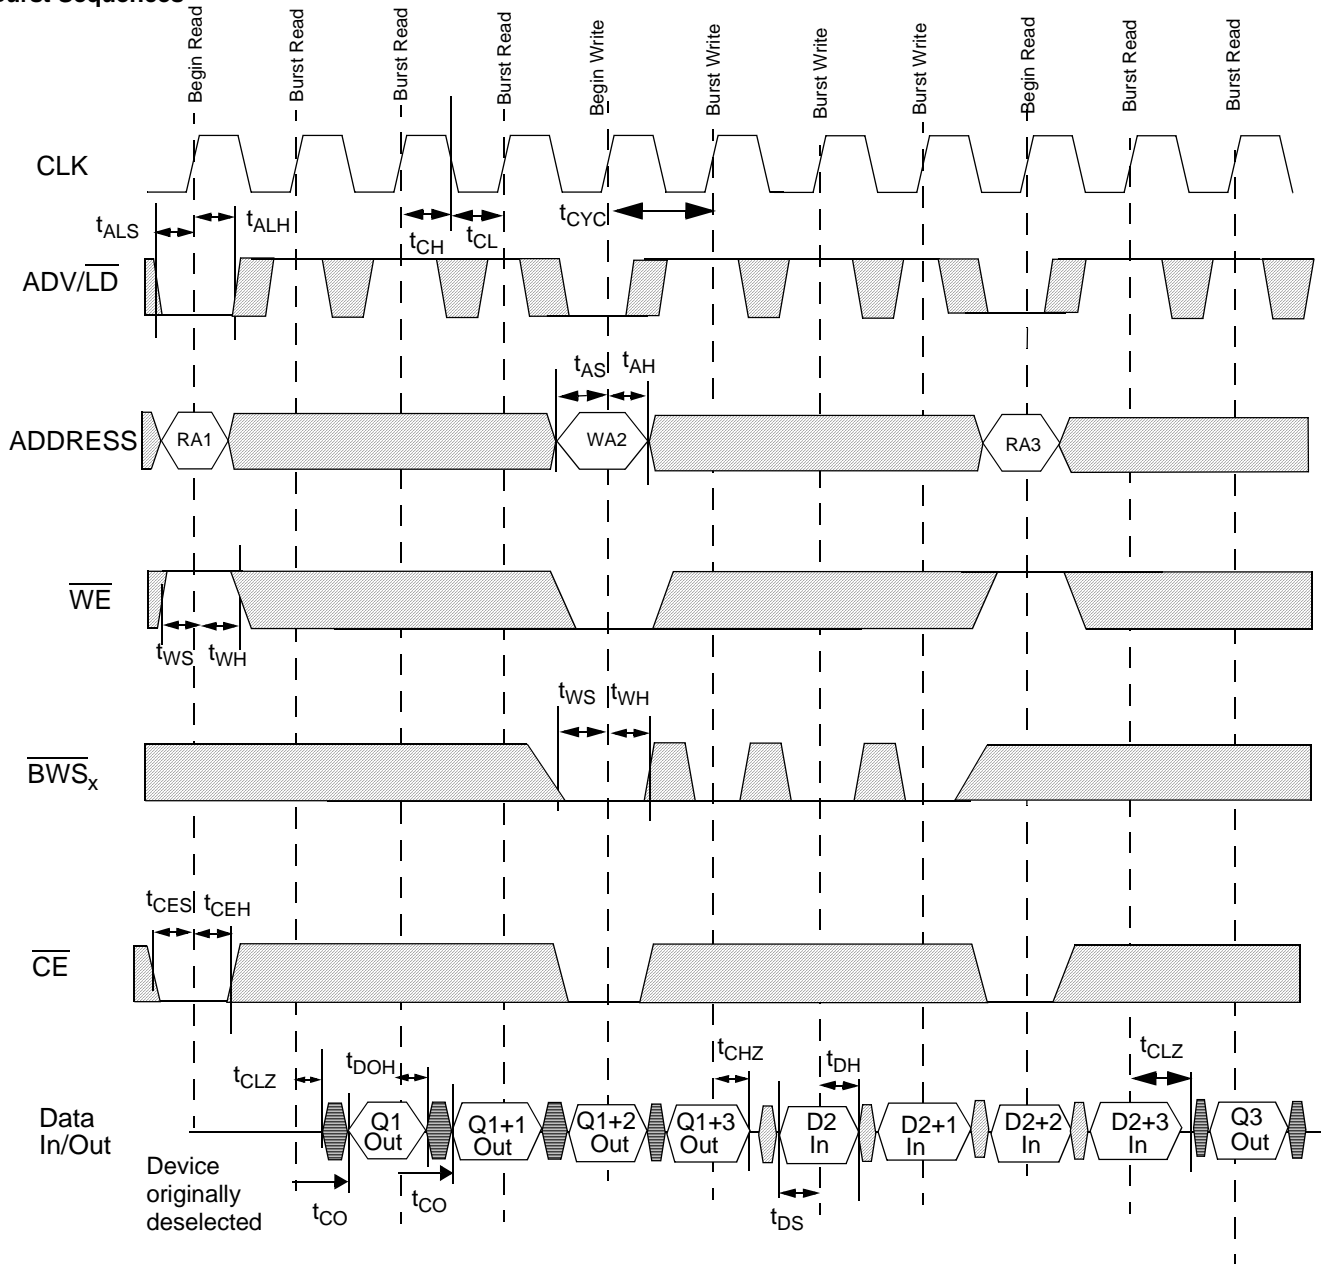 Burst Sequences
Begin Read
Burst Read
Burst Read
Burst Read
Begin Write
Burst Write
Burst Write
Burst Write
Begin Read
Burst Read
Burst Read
CLK
tALS
tALH
tCH
tCL
tCYC
ADV/LD
tAS
tAH
ADDRESS
RA1
WA2
RA3
WE
tWS
tWH
tWS
tWH
BWSx
tCES
tCEH
CE
tCLZ
tDOH
tCHZ
tDH
tCLZ
Data
In/Out
Q1
Out
Q1+1
Out
Q1+2
Out
Q1+3
Out
D2
In
D2+1
In
D2+2
In
D2+3
In
Q3
Out
Device
originally
deselected
tCO
tCO
tDS